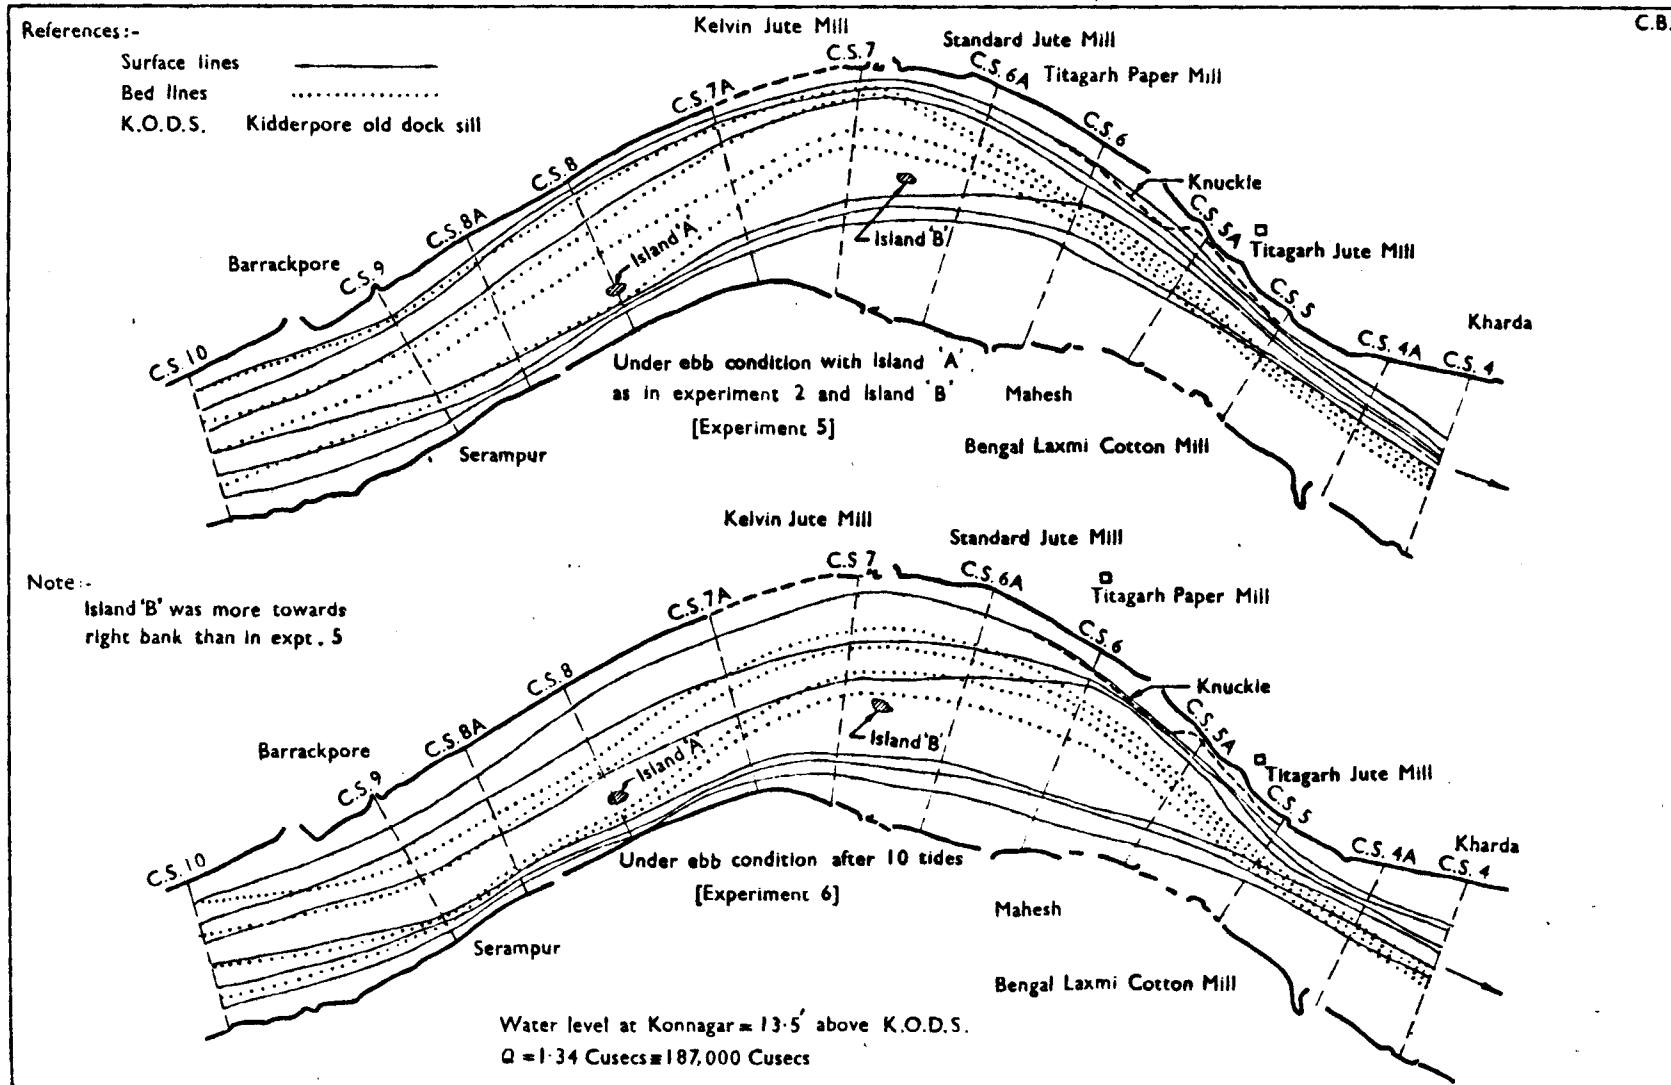 References:-
Surface lines
Bed lines
K.O.D.S. Kidderpore old dock sill
C.B.
Kelvin Jute Mill
Standard Jute Mill
Titagarh Paper Mill
C.S. 7
C.S. 6A
C.S. 7A
C.S. 6
C.S. 8
Knuckle
C.S. 8A
C.S. 5A
Titagarh Jute Mill
Island 'A'
Island 'B'
Barrackpore
C.S. 9
C.S. 5
Kharda
C.S. 10
C.S. 4A
C.S. 4
Under ebb condition with Island 'A'
as in experiment 2 and Island 'B'
[Experiment 5]
Mahesh
Serampur
Bengal Laxmi Cotton Mill
Kelvin Jute Mill
Standard Jute Mill
Note:-
Island 'B' was more towards
right bank than in expt. 5
C.S 7
C.S. 6A
Titagarh Paper Mill
C.S. 7A
C.S. 6
C.S. 8
Knuckle
C.S. 8A
C.S. 5A
Barrackpore
Island 'A'
Island 'B'
Titagarh Jute Mill
C.S. 9
C.S. 5
Kharda
C.S. 10
C.S. 4A
C.S. 4
Under ebb condition after 10 tides
[Experiment 6]
Mahesh
Serampur
Bengal Laxmi Cotton Mill
Water level at Konnagar = 13·5' above K.O.D.S.
Q = 1·34 Cusecs ≡ 187,000 Cusecs